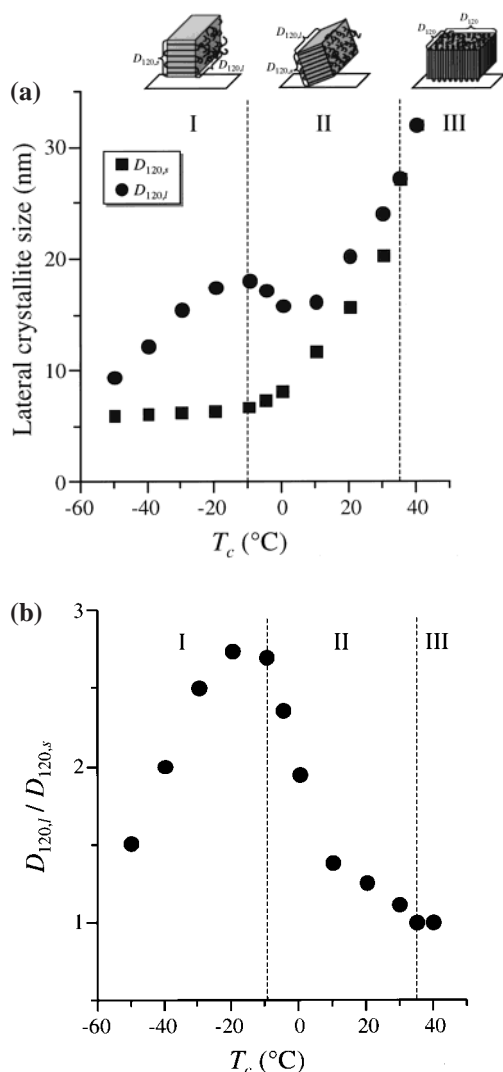 D120,s D120,l D120,s D120,l D120 D120
(a)
I II III
D120,s
D120,l
Lateral crystallite size (nm)
30
20
10
0
-60 -40 -20 0 20 40
Tc (°C)
(b)
I II III
D120,l / D120,s
3
2
1
-60 -40 -20 0 20 40
Tc (°C)